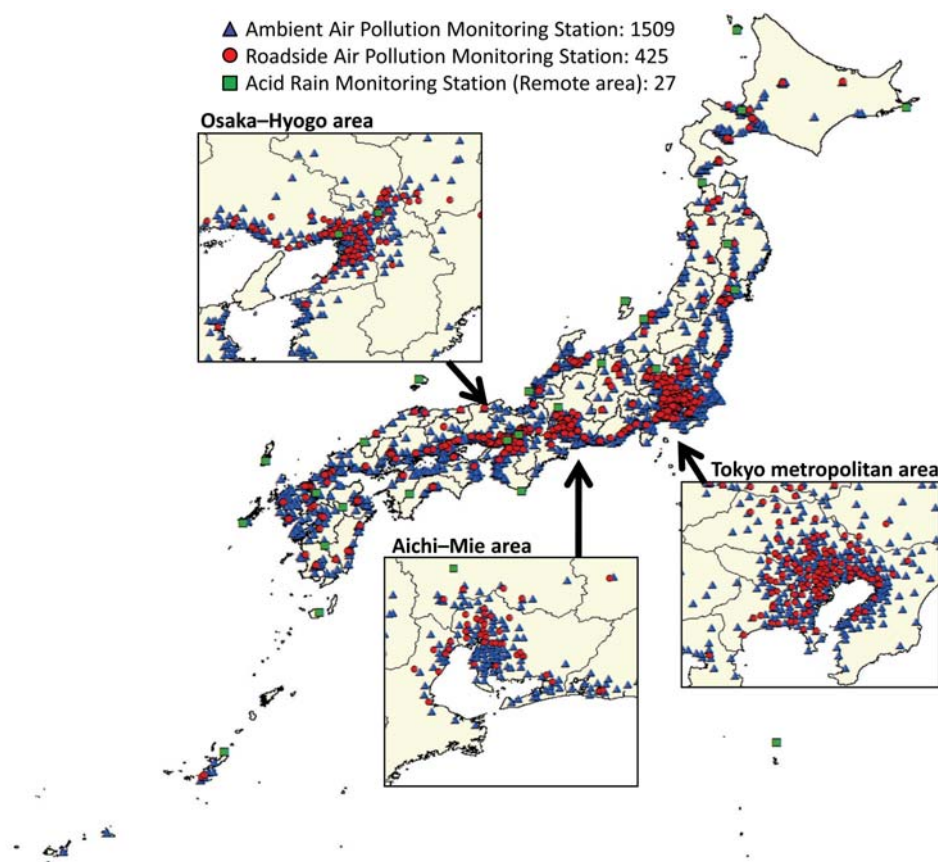 Ambient Air Pollution Monitoring Station: 1509
Roadside Air Pollution Monitoring Station: 425
Acid Rain Monitoring Station (Remote area): 27
Osaka–Hyogo area
Tokyo metropolitan area
Aichi–Mie area